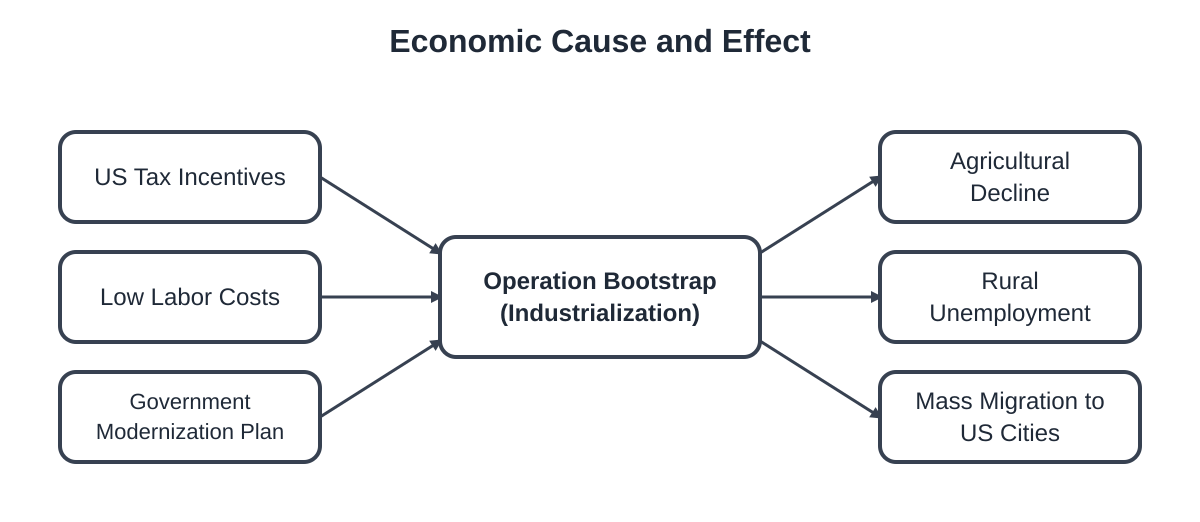 Economic Cause and Effect
US Tax Incentives
Low Labor Costs
Government
Modernization Plan
Operation Bootstrap
(Industrialization)
Agricultural
Decline
Rural
Unemployment
Mass Migration to
US Cities